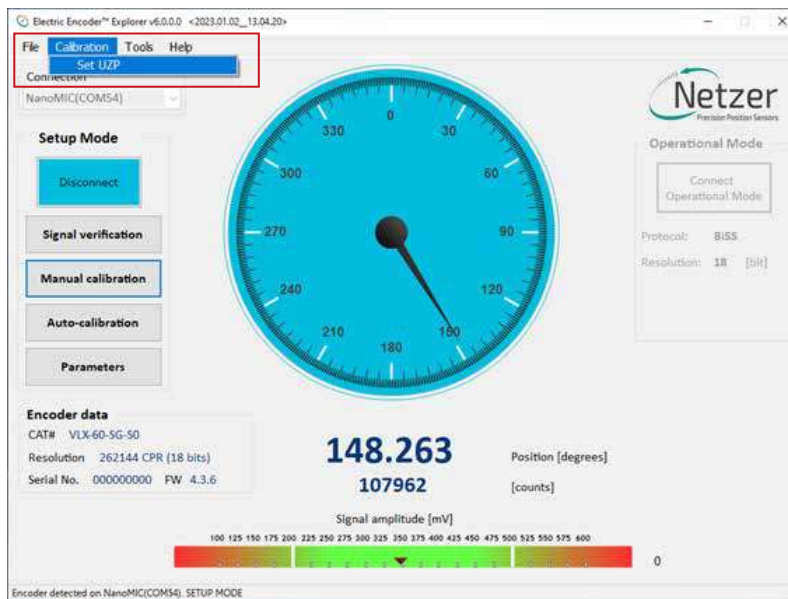 Electric Encoder™ Explorer v6.0.0.0 <2023.01.02__13.04.20>
File Calibration Tools Help
Set UZP
Connection
NanoMIC(COM54)
Setup Mode
Disconnect
Signal verification
Manual calibration
Auto-calibration
Parameters
0
30
60
90
120
150
180
210
240
270
300
330
Netzer
Precision Position Sensors
Operational Mode
Connect
Operational Mode
Protocol: BiSS
Resolution: 18 [bit]
Encoder data
CAT# VLX-60-SG-S0
Resolution 262144 CPR (18 bits)
Serial No. 000000000 FW 4.3.6
148.263 Position [degrees]
107962 [counts]
Signal amplitude [mV]
100 125 150 175 200 225 250 275 300 325 350 375 400 425 450 475 500 525 550 575 600
0
Encoder detected on NanoMIC(COM54). SETUP MODE